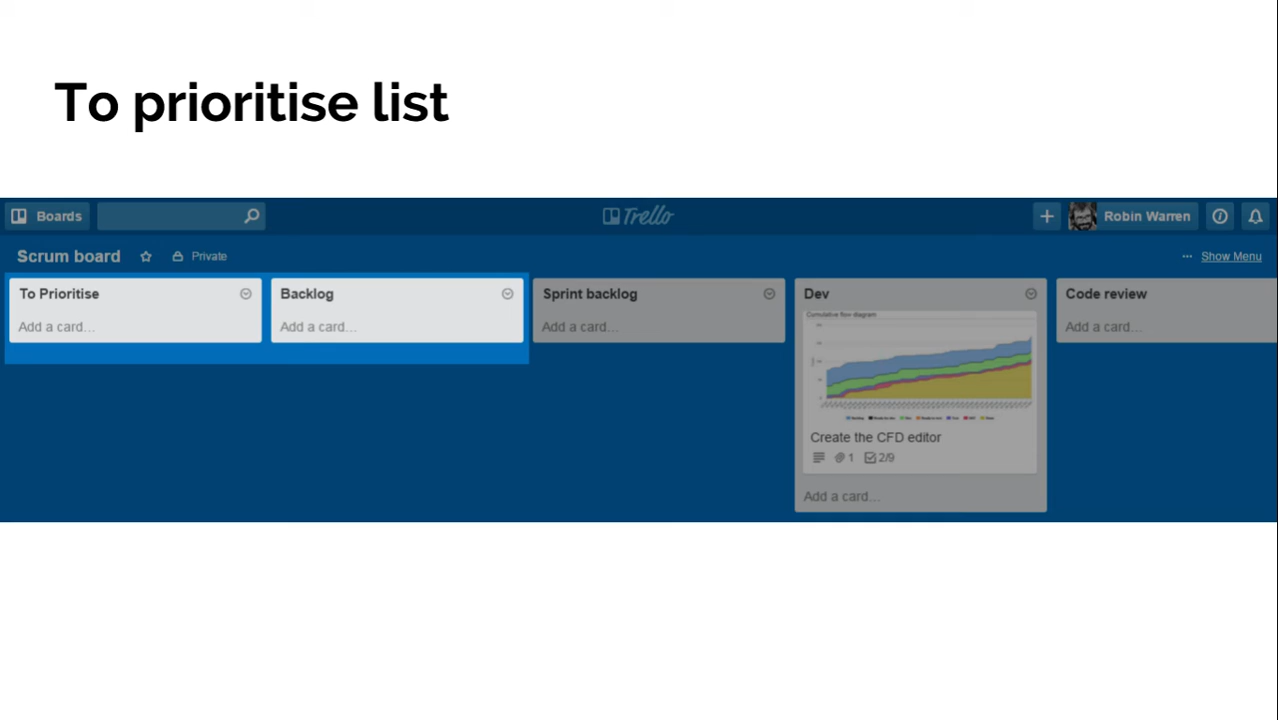 To prioritise list
Boards
Trello
Robin Warren
Scrum board
Private
Show Menu
To Prioritise
Backlog
Sprint backlog
Dev
Code review
Add a card...
Add a card...
Add a card...
Cumulative flow diagram
Add a card...
Create the CFD editor
1
2/9
Add a card...